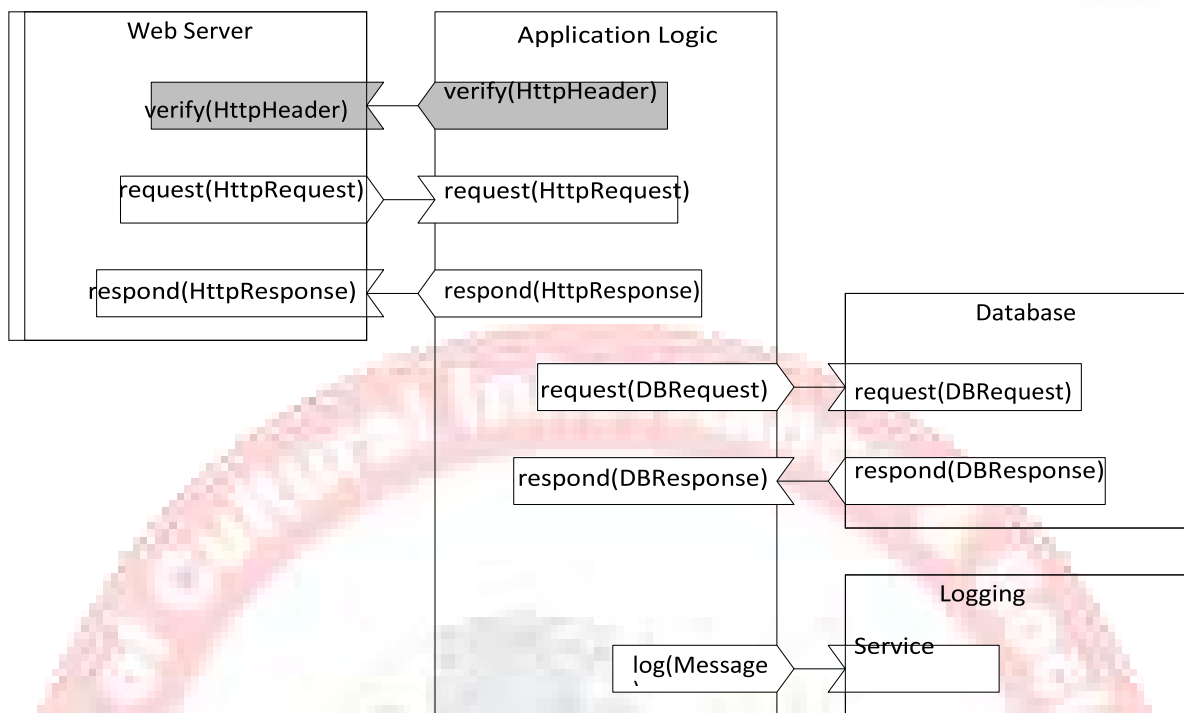 Web Server
Application Logic
verify(HttpHeader)
verify(HttpHeader)
request(HttpRequest)
request(HttpRequest)
respond(HttpResponse)
respond(HttpResponse)
Database
request(DBRequest)
request(DBRequest)
respond(DBResponse)
respond(DBResponse)
Logging
Service
log(Message